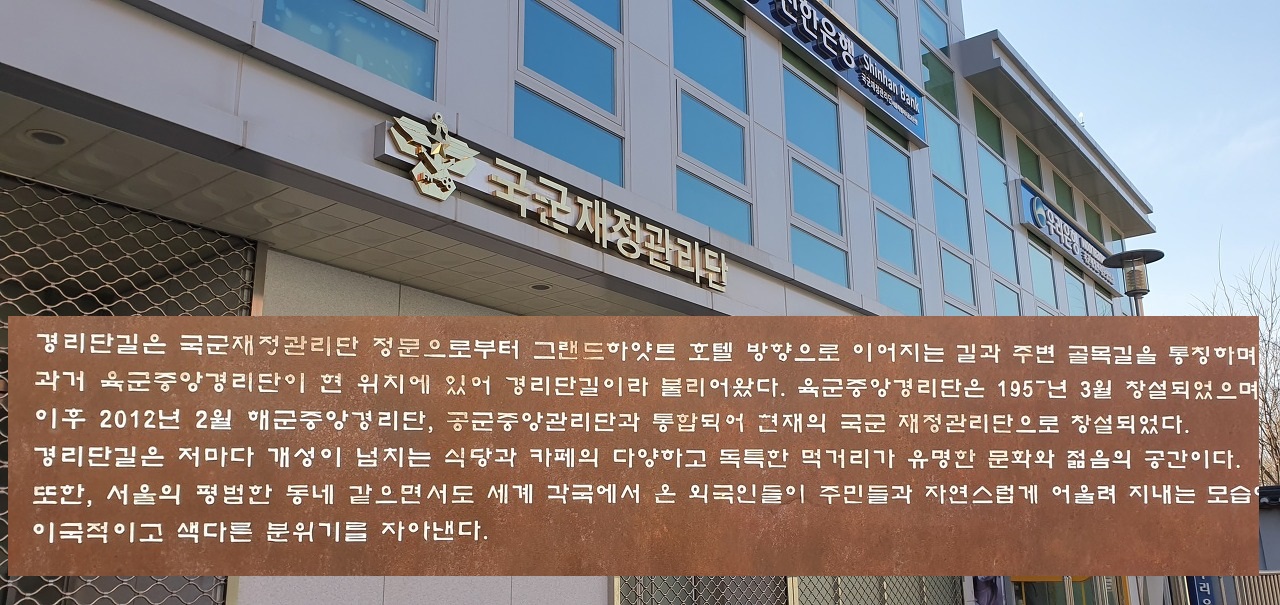 신한은행 Shinhan Bank
우리은행
국군재정관리단
경리단길은 국군재정관리단 정문으로부터 그랜드하얏트 호텔 방향으로 이어지는 길과 주변 골목길을 통칭하며
과거 육군중앙경리단이 현 위치에 있어 경리단길이라 불리어왔다. 육군중앙경리단은 1957년 3월 창설되었으며
이후 2012년 2월 해군중앙경리단, 공군중앙관리단과 통합되어 현재의 국군 재정관리단으로 창설되었다.
경리단길은 저마다 개성이 넘치는 식당과 카페의 다양하고 독특한 먹거리가 유명한 문화와 젊음의 공간이다.
또한, 서울의 평범한 동네 같으면서도 세계 각국에서 온 외국인들이 주민들과 자연스럽게 어울려 지내는 모습
이국적이고 색다른 분위기를 자아낸다.